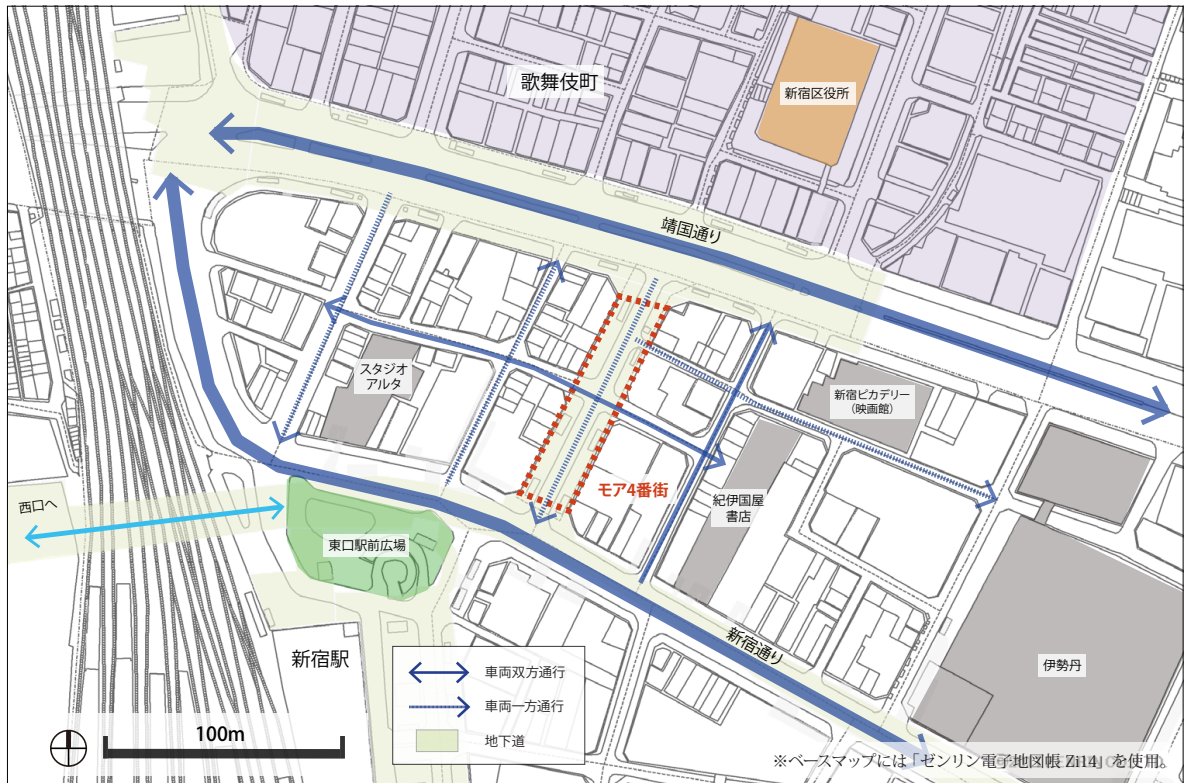 歌舞伎町
新宿区役所
靖国通り
スタジオ
アルタ
新宿ピカデリー
(映画館)
モア4番街
紀伊国屋
書店
西口へ
東口駅前広場
新宿通り
新宿駅
伊勢丹
車両双方通行
車両一方通行
地下道
100m
※ベースマップには「ゼンリン電子地図帳 Zi14」を使用。